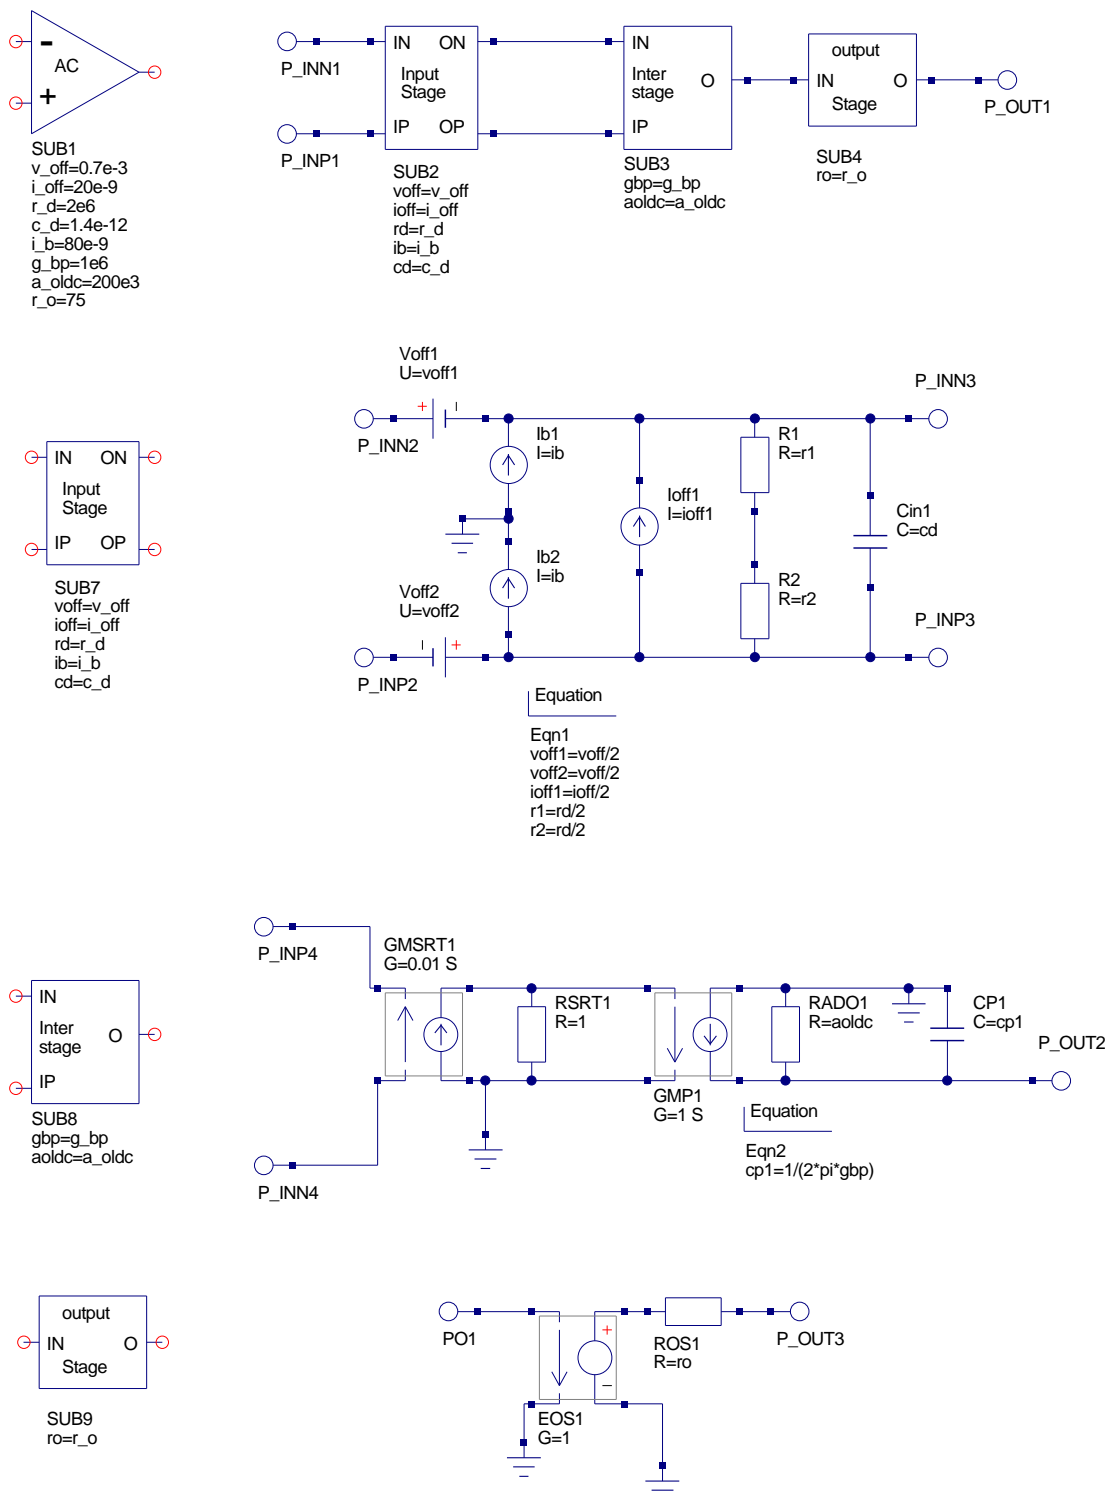 -
AC
+
SUB1
v_off=0.7e-3
i_off=20e-9
r_d=2e6
c_d=1.4e-12
i_b=80e-9
g_bp=1e6
a_oldc=200e3
r_o=75
P_INN1
P_INP1
IN ON
Input
Stage
IP OP
SUB2
voff=v_off
ioff=i_off
rd=r_d
ib=i_b
cd=c_d
IN
Inter
stage
O
IP
SUB3
gbp=g_bp
aoldc=a_oldc
output
IN O
Stage
SUB4
ro=r_o
P_OUT1
IN ON
Input
Stage
IP OP
SUB7
voff=v_off
ioff=i_off
rd=r_d
ib=i_b
cd=c_d
Voff1
U=voff1
+ -
P_INN2
Ib1
I=ib
Ib2
I=ib
Voff2
U=voff2
- +
P_INP2
Ioff1
I=ioff1
R1
R=r1
R2
R=r2
Cin1
C=cd
P_INN3
P_INP3
Equation
Eqn1
voff1=voff/2
voff2=voff/2
ioff1=ioff/2
r1=rd/2
r2=rd/2
IN
Inter
stage
O
IP
SUB8
gbp=g_bp
aoldc=a_oldc
P_INP4
P_INN4
GMSRT1
G=0.01 S
RSRT1
R=1
GMP1
G=1 S
RADO1
R=aoldc
CP1
C=cp1
P_OUT2
Equation
Eqn2
cp1=1/(2*pi*gbp)
output
IN O
Stage
SUB9
ro=r_o
PO1
+
-
EOS1
G=1
ROS1
R=ro
P_OUT3